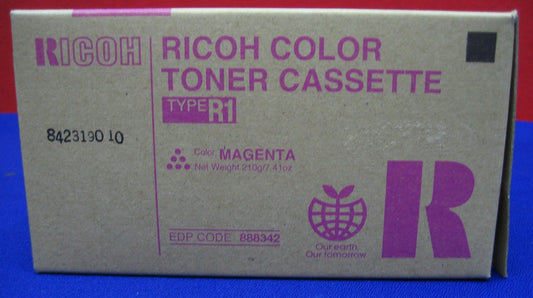 RICOH
RICOH COLOR
TONER CASSETTE
TYPE R1
8423190 10
Color MAGENTA
Net Weight 210g/7.41oz
EDP CODE: 888342
Our earth
Our tomorrow
R